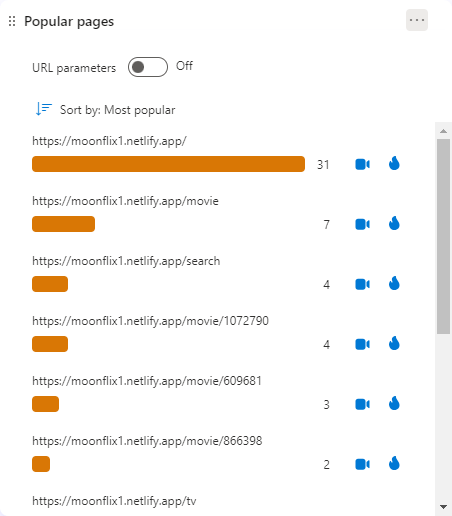 Popular pages
URL parameters Off
Sort by: Most popular
https://moonflix1.netlify.app/
31
https://moonflix1.netlify.app/movie
7
https://moonflix1.netlify.app/search
4
https://moonflix1.netlify.app/movie/1072790
4
https://moonflix1.netlify.app/movie/609681
3
https://moonflix1.netlify.app/movie/866398
2
https://moonflix1.netlify.app/tv